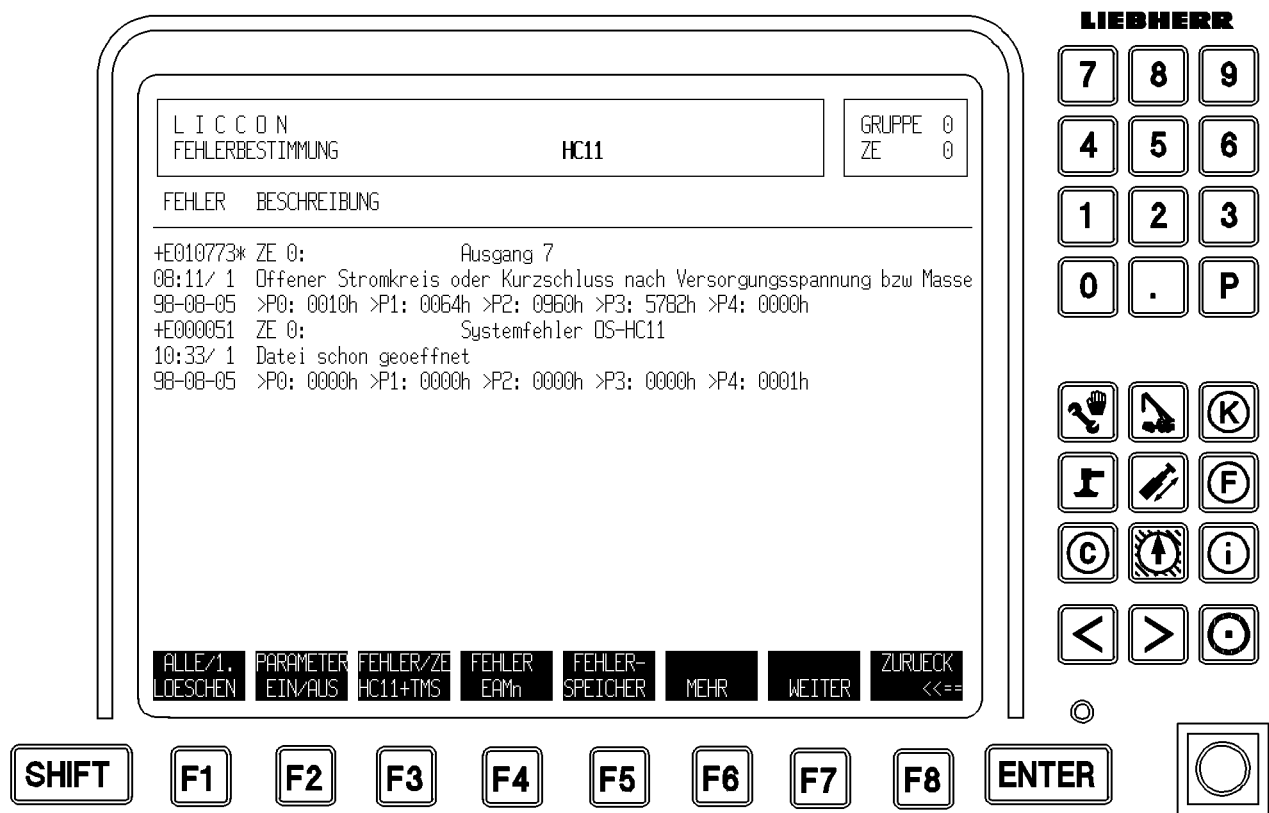 LIEBHERR
L I C C O N
FEHLERBESTIMMUNG HC11
GRUPPE 0
ZE 0
FEHLER BESCHREIBUNG
+E010773* ZE 0: Ausgang 7
08:11/ 1 Offener Stromkreis oder Kurzschluss nach Versorgungsspannung bzw Masse
98-08-05 >P0: 0010h >P1: 0064h >P2: 0960h >P3: 5782h >P4: 0000h
+E000051 ZE 0: Systemfehler OS-HC11
10:33/ 1 Datei schon geoeffnet
98-08-05 >P0: 0000h >P1: 0000h >P2: 0000h >P3: 0000h >P4: 0001h
ALLE/1. PARAMETER FEHLER/ZE FEHLER FEHLER- ZURUECK
LOESCHEN EIN/AUS HC11+TMS EAMn SPEICHER MEHR WEITER <<==
7 8 9
4 5 6
1 2 3
0 . P
K
F
C i
< >
SHIFT F1 F2 F3 F4 F5 F6 F7 F8 ENTER